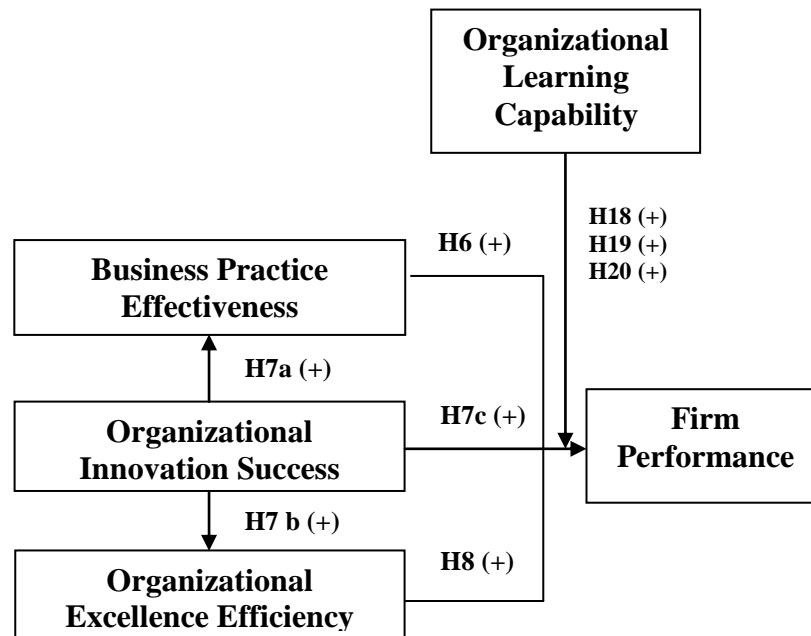 Organizational
Learning
Capability
H18 (+)
H19 (+)
H20 (+)
H6 (+)
Business Practice
Effectiveness
H7a (+)
Organizational
Innovation Success
H7c (+)
Firm
Performance
H7 b (+)
Organizational
Excellence Efficiency
H8 (+)